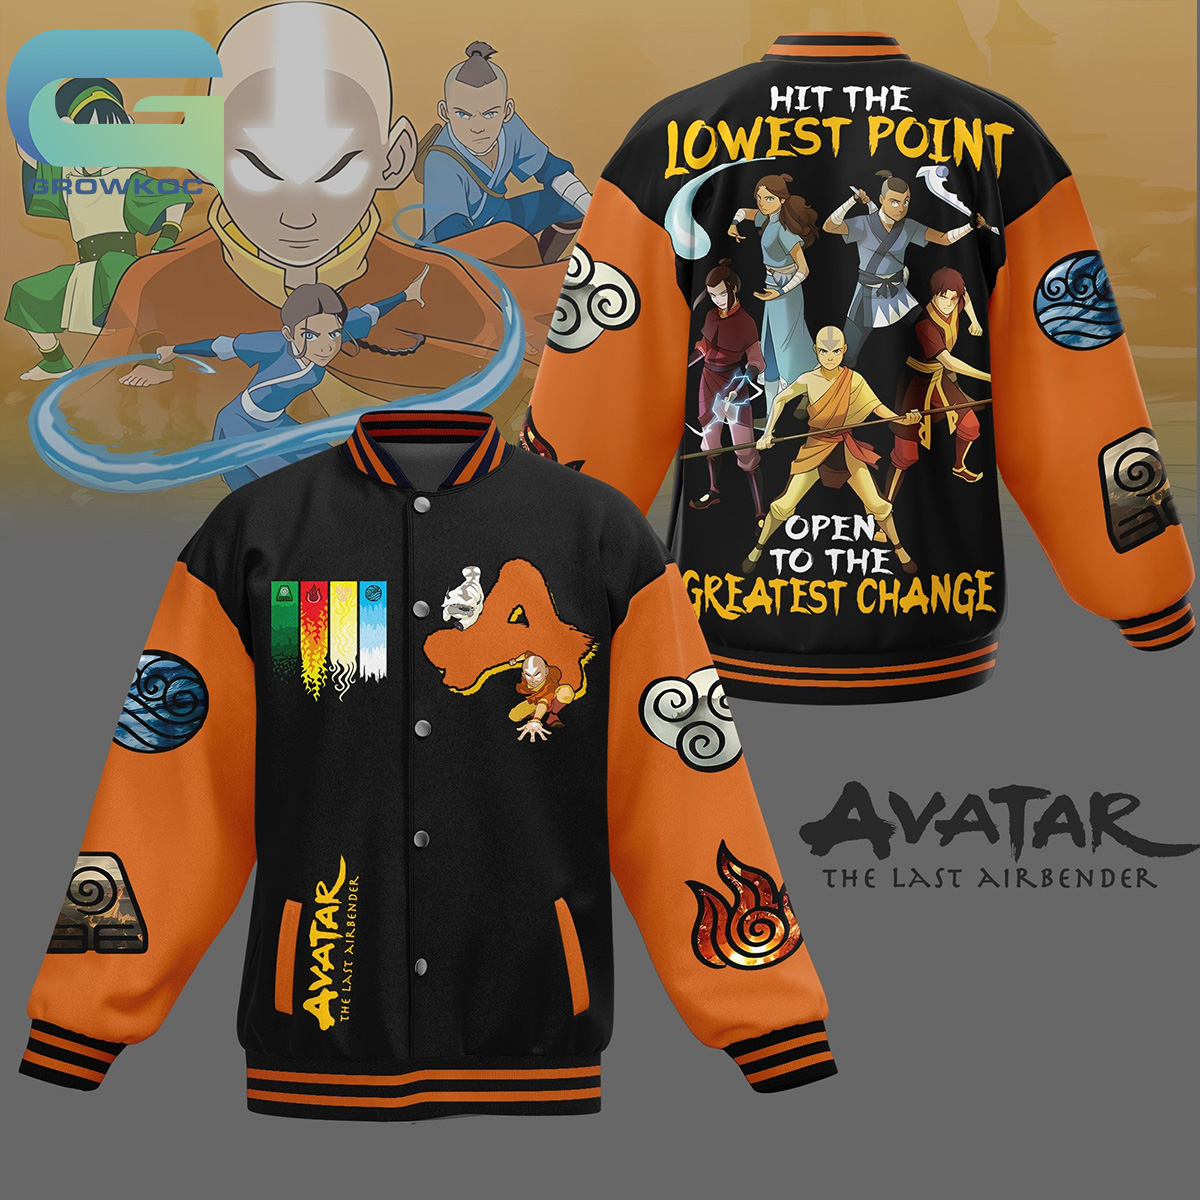 GROWKOC
HIT THE
LOWEST POINT
OPEN
TO THE
GREATEST CHANGE
AVATAR
THE LAST AIRBENDER
AVATAR
THE LAST AIRBENDER